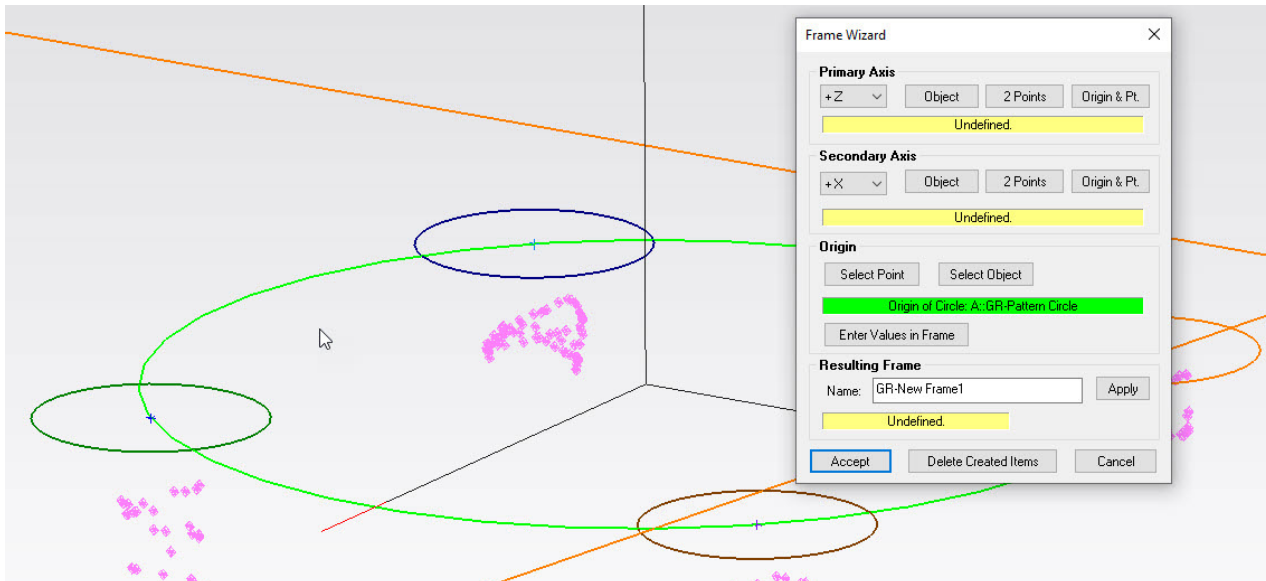 Frame Wizard
Primary Axis
+Z Object 2 Points Origin & Pt.
Undefined.
Secondary Axis
+X Object 2 Points Origin & Pt.
Undefined.
Origin
Select Point Select Object
Origin of Circle: A::GR-Pattern Circle
Enter Values in Frame
Resulting Frame
Name: GR-New Frame1 Apply
Undefined.
Accept Delete Created Items Cancel